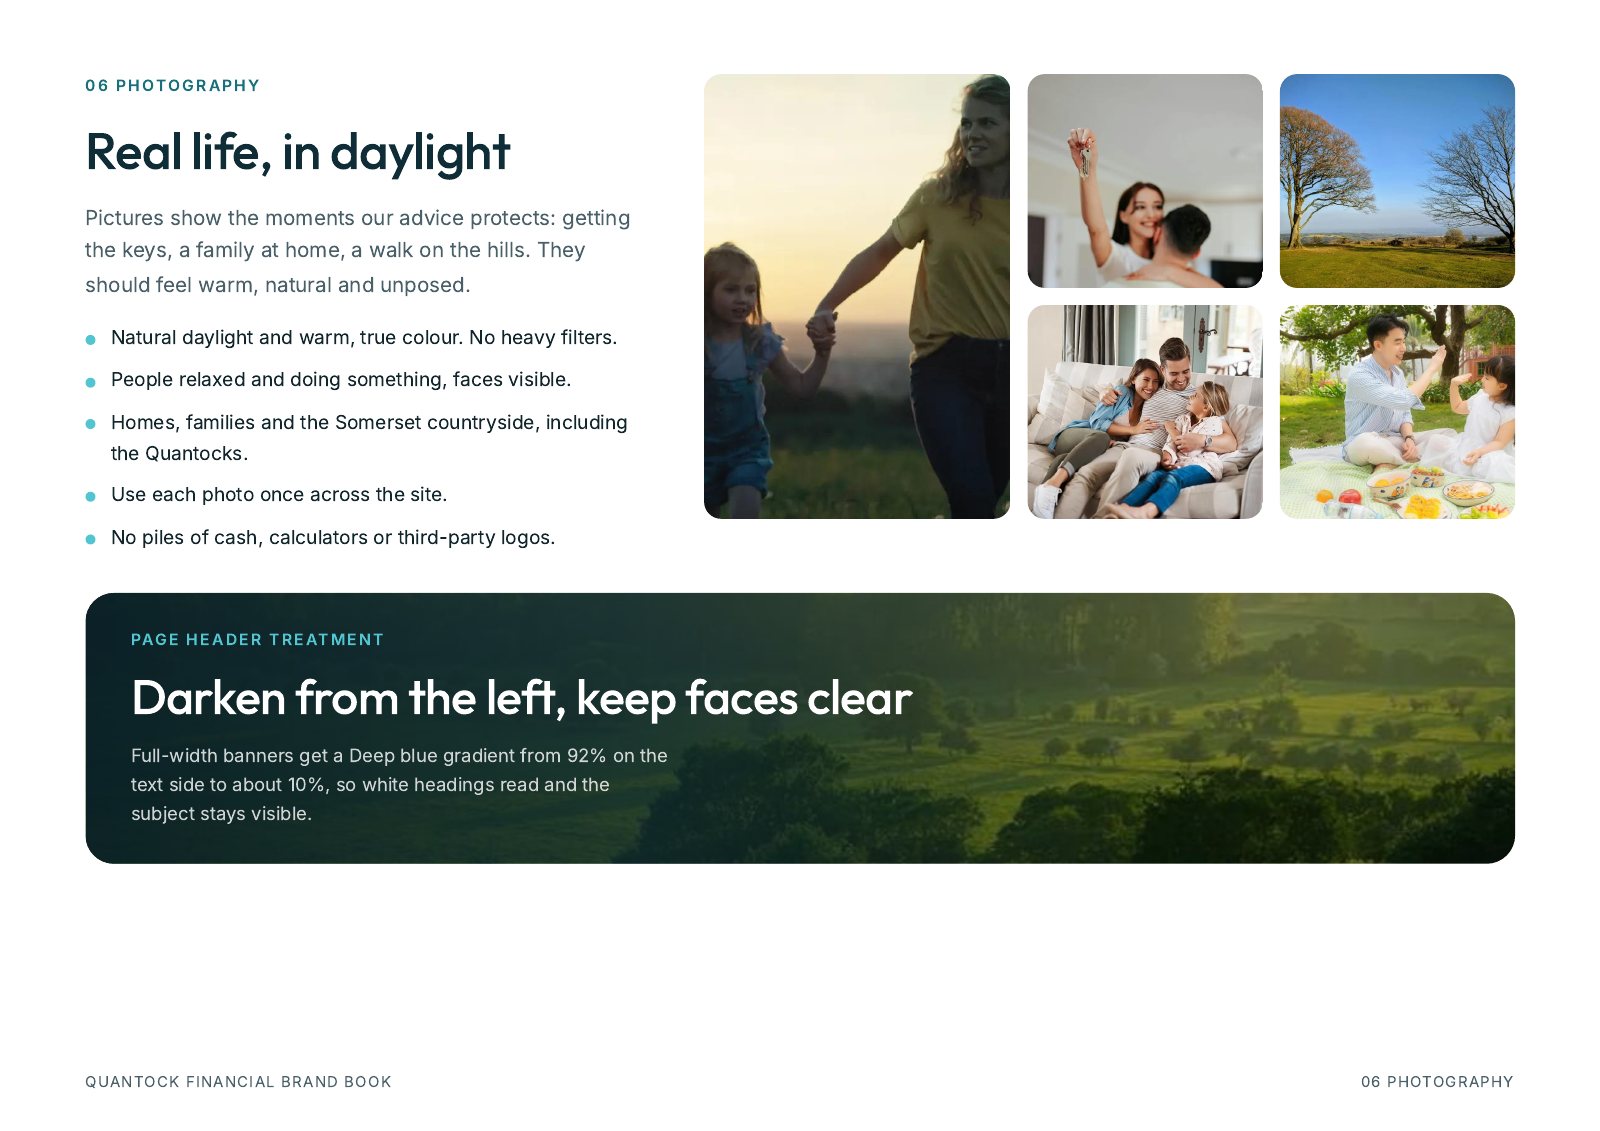 06 PHOTOGRAPHY
Real life, in daylight
Pictures show the moments our advice protects: getting
the keys, a family at home, a walk on the hills. They
should feel warm, natural and unposed.
Natural daylight and warm, true colour. No heavy filters.
People relaxed and doing something, faces visible.
Homes, families and the Somerset countryside, including
the Quantocks.
Use each photo once across the site.
No piles of cash, calculators or third-party logos.
PAGE HEADER TREATMENT
Darken from the left, keep faces clear
Full-width banners get a Deep blue gradient from 92% on the
text side to about 10%, so white headings read and the
subject stays visible.
QUANTOCK FINANCIAL BRAND BOOK
06 PHOTOGRAPHY